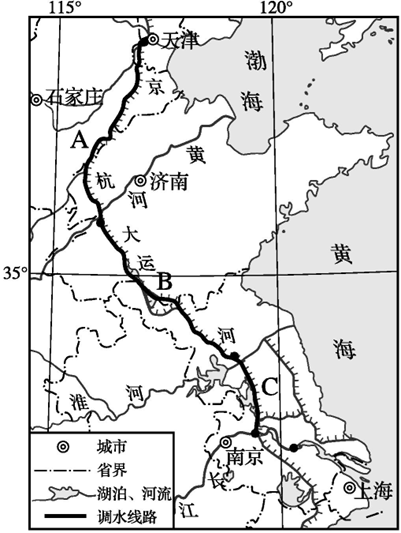 115° 120°
天津
渤
海
京
石家庄
A
黄
杭
济南
河
大
黄
运
35°
B
河
海
C
淮 河
南京
长
上海
江
城市
省界
湖泊、河流
调水线路